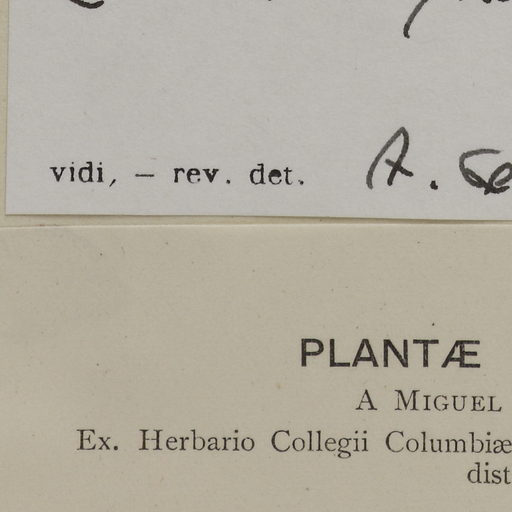 vidi, — rev. det. A.
PLANTÆ
A MIGUEL
Ex. Herbario Collegii Columbiæ
dist